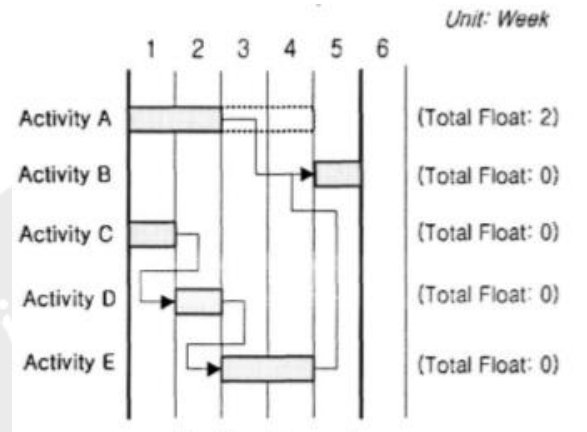 Unit: Week
1 2 3 4 5 6
Activity A (Total Float: 2)
Activity B (Total Float: 0)
Activity C (Total Float: 0)
Activity D (Total Float: 0)
Activity E (Total Float: 0)